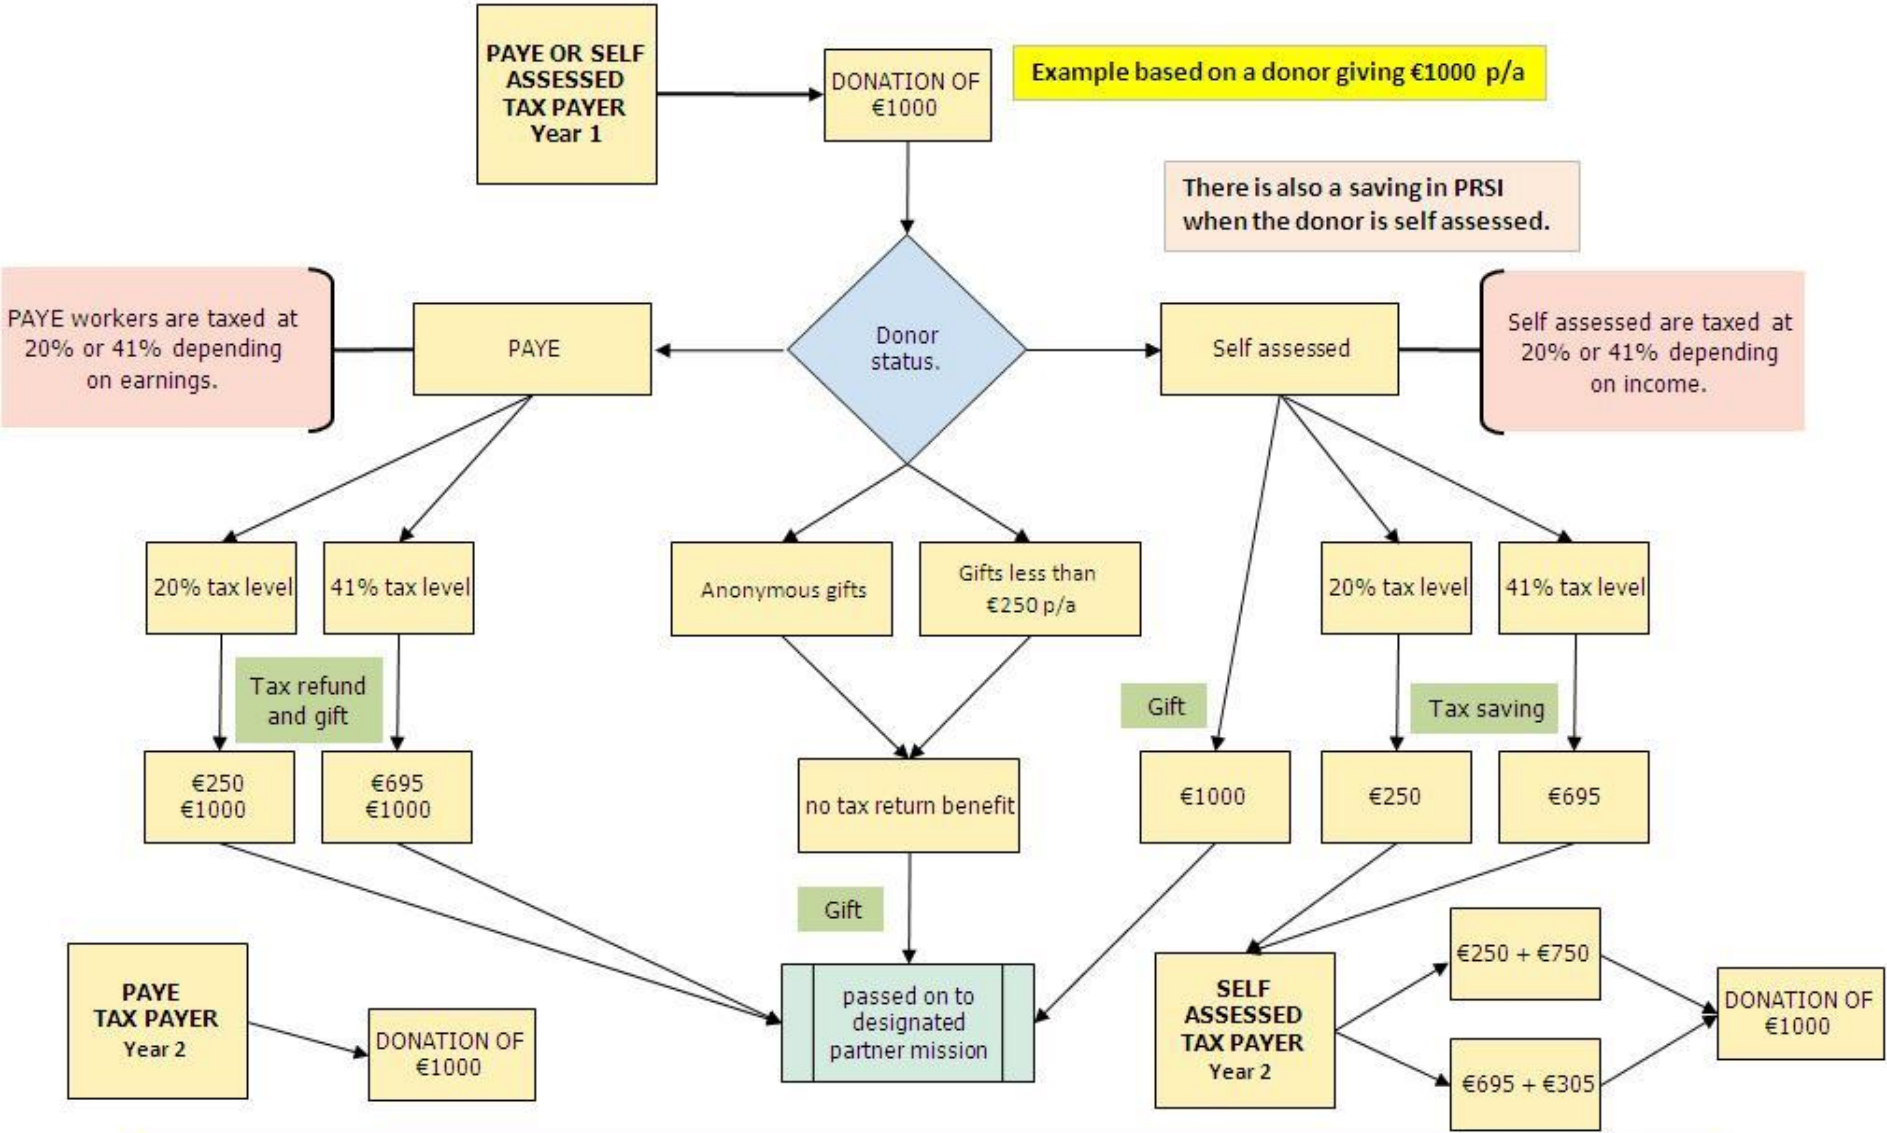 PAYE OR SELF
ASSESSED
TAX PAYER
Year 1
DONATION OF
€1000
Example based on a donor giving €1000 p/a
There is also a saving in PRSI
when the donor is self assessed.
PAYE workers are taxed at
20% or 41% depending
on earnings.
PAYE
Donor
status.
Self assessed
Self assessed are taxed at
20% or 41% depending
on income.
20% tax level
41% tax level
Anonymous gifts
Gifts less than
€250 p/a
20% tax level
41% tax level
Tax refund
and gift
Gift
Tax saving
€250
€1000
€695
€1000
no tax return benefit
€1000
€250
€695
Gift
PAYE
TAX PAYER
Year 2
DONATION OF
€1000
passed on to
designated
partner mission
SELF
ASSESSED
TAX PAYER
Year 2
€250 + €750
€695 + €305
DONATION OF
€1000